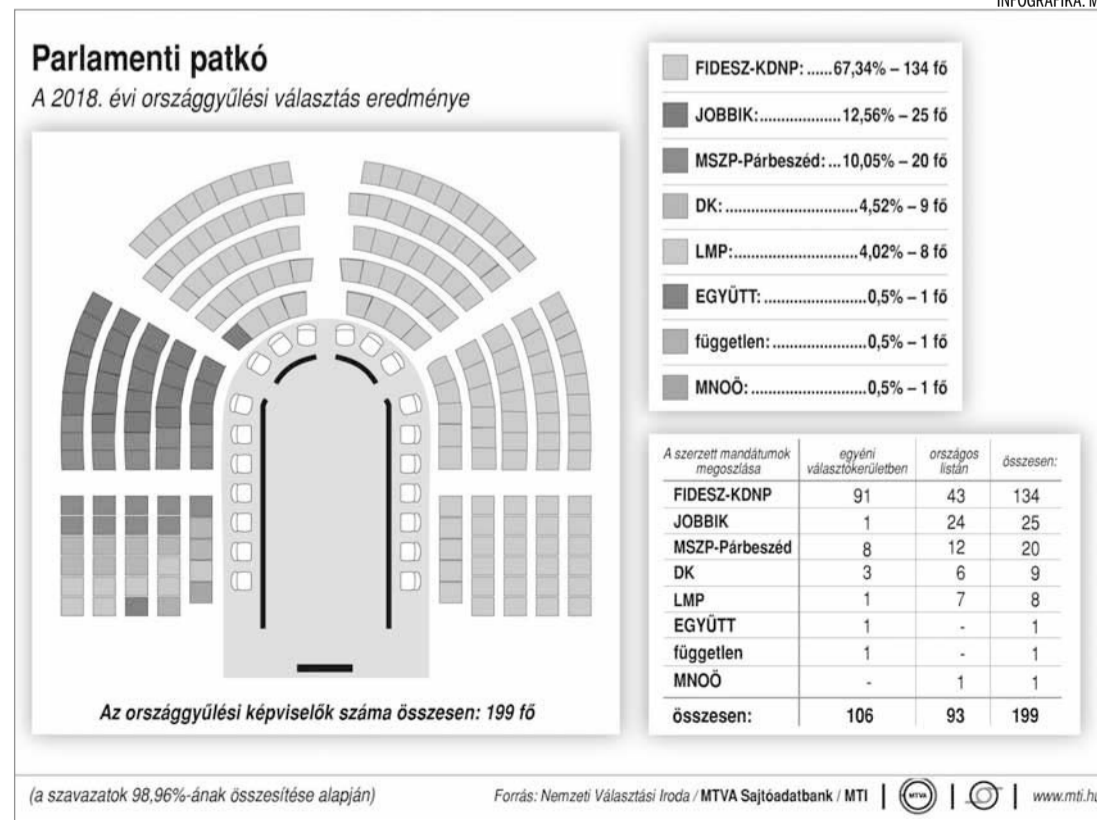 INFOGRAFIKA: M
Parlamenti patkó
A 2018. évi országgyűlési választás eredménye
Az országgyűlési képviselők száma összesen: 199 fő
FIDESZ-KDNP: ......67,34% – 134 fő
JOBBIK:...................12,56% – 25 fő
MSZP-Párbeszéd: ...10,05% – 20 fő
DK:...............................4,52% – 9 fő
LMP:.............................4,02% – 8 fő
EGYÜTT: ........................0,5% – 1 fő
független: ......................0,5% – 1 fő
MNOÖ: ...........................0,5% – 1 fő
A szerzett mandátumok megoszlása egyéni választókerületben országos listán összesen:
FIDESZ-KDNP 91 43 134
JOBBIK 1 24 25
MSZP-Párbeszéd 8 12 20
DK 3 6 9
LMP 1 7 8
EGYÜTT 1 - 1
független 1 - 1
MNOÖ - 1 1
összesen: 106 93 199
(a szavazatok 98,96%-ának összesítése alapján)
Forrás: Nemzeti Választási Iroda / MTVA Sajtóadatbank / MTI | MTVA | | www.mti.hu